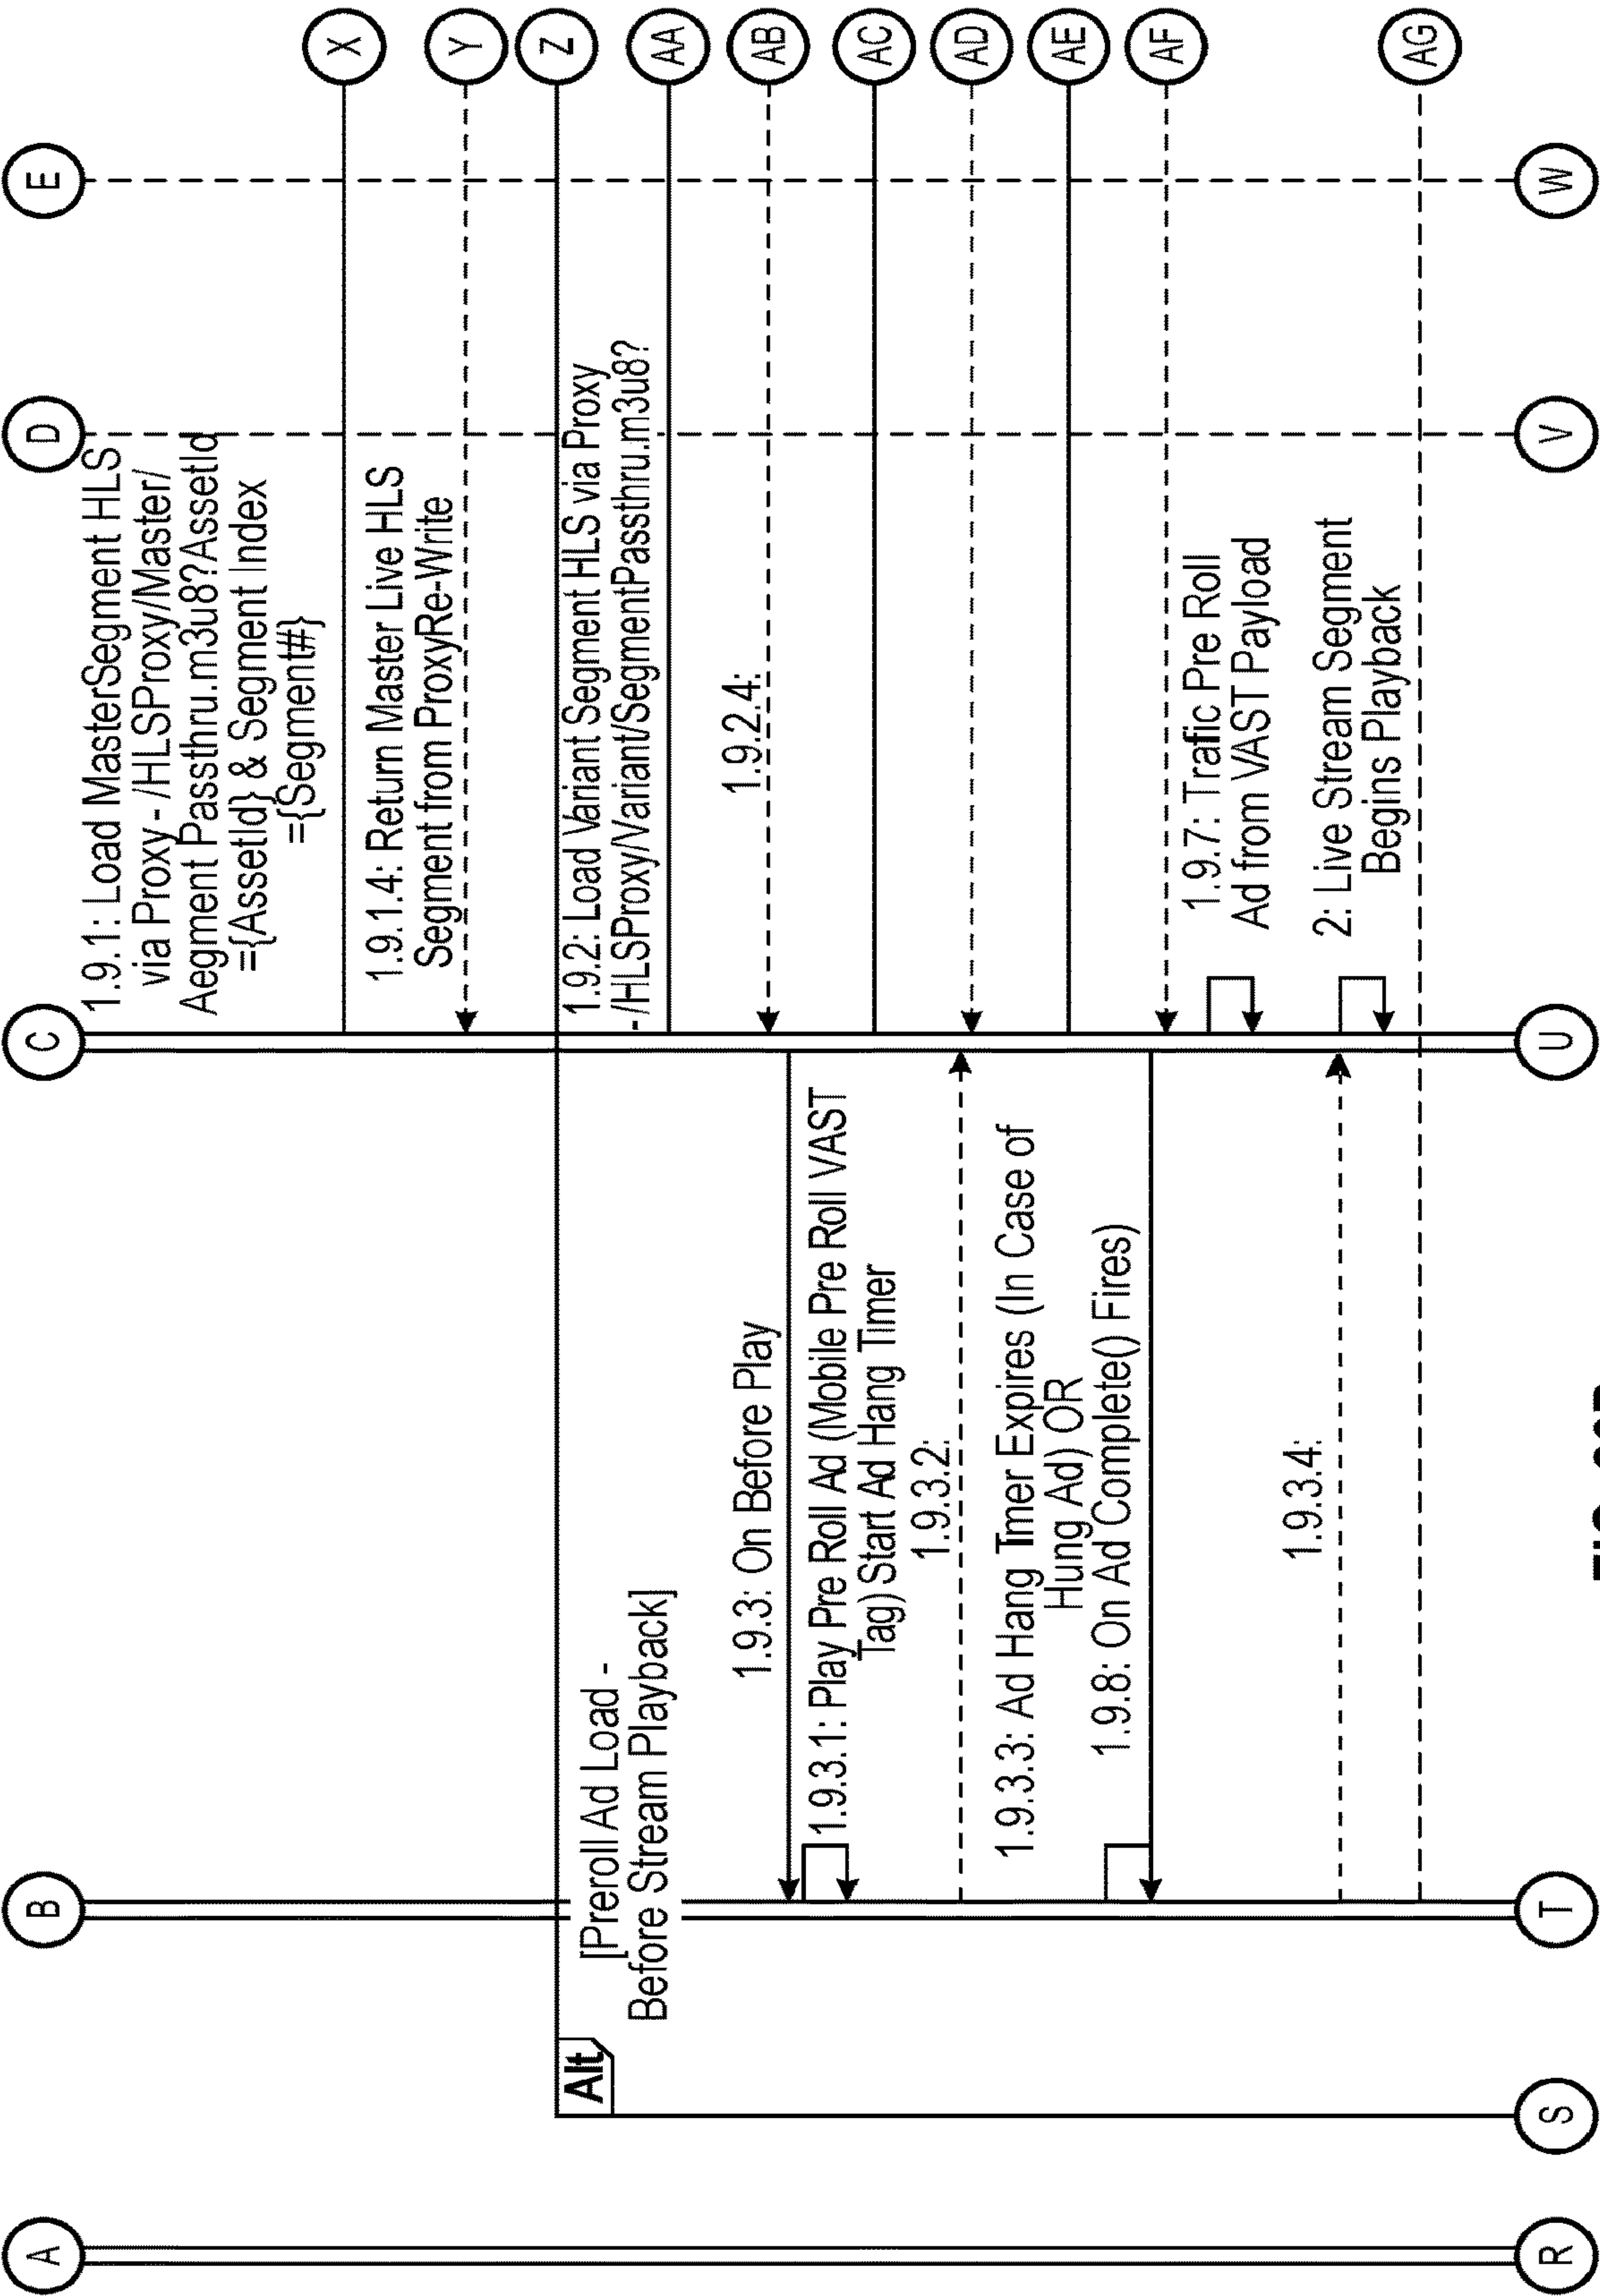 A
B
C
D
E
1.9.1: Load MasterSegment HLS
via Proxy - /HLSProxy/Master/
Aegment Passthru.m3u8?AssetId
={AssetId} & Segment Index
={Segment#}
X
1.9.1.4: Return Master Live HLS
Segment from ProxyRe-Write
Y
Z
Alt
[Preroll Ad Load -
Before Stream Playback]
1.9.2: Load Variant Segment HLS via Proxy
- /HLSProxy/Variant/SegmentPassthru.m3u8?
AA
1.9.2.4:
AB
1.9.3: On Before Play
1.9.3.1: Play Pre Roll Ad (Mobile Pre Roll VAST
Tag) Start Ad Hang Timer
AC
1.9.3.2:
AD
1.9.3.3: Ad Hang Timer Expires (In Case of
Hung Ad) OR
AE
1.9.8: On Ad Complete() Fires)
AF
1.9.7: Traffic Pre Roll
Ad from VAST Payload
1.9.3.4:
2: Live Stream Segment
Begins Playback
AG
R
S
T
U
V
W